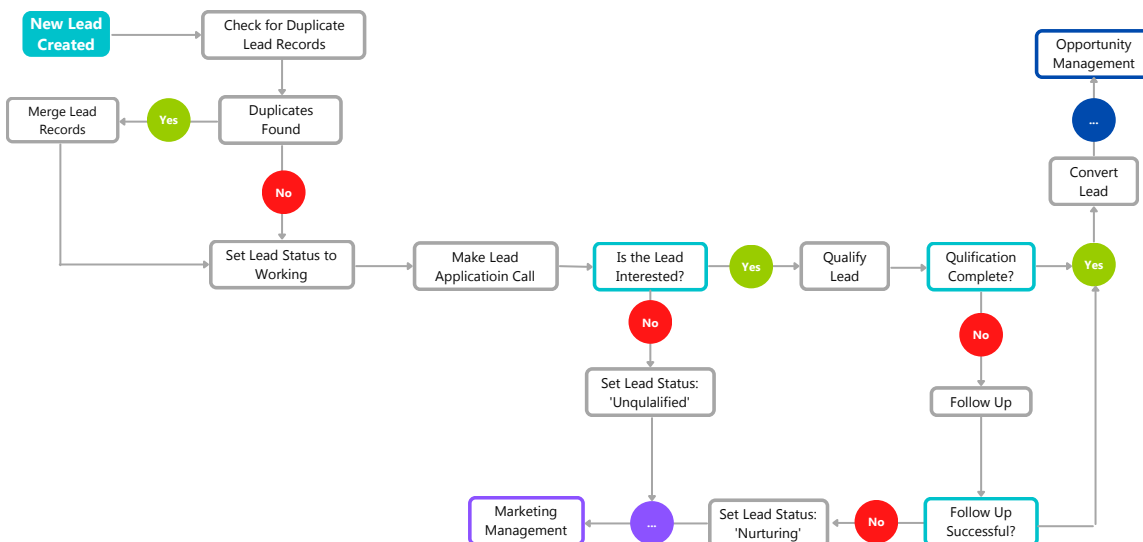 New Lead
Created
Check for Duplicate
Lead Records
Opportunity
Management
Merge Lead
Records
Yes
Duplicates
Found
...
No
Convert
Lead
Set Lead Status to
Working
Make Lead
Applicatioin Call
Is the Lead
Interested?
Yes
Qualify
Lead
Qulification
Complete?
Yes
No
No
Set Lead Status:
'Unqulalified'
Follow Up
Marketing
Management
...
Set Lead Status:
'Nurturing'
No
Follow Up
Successful?